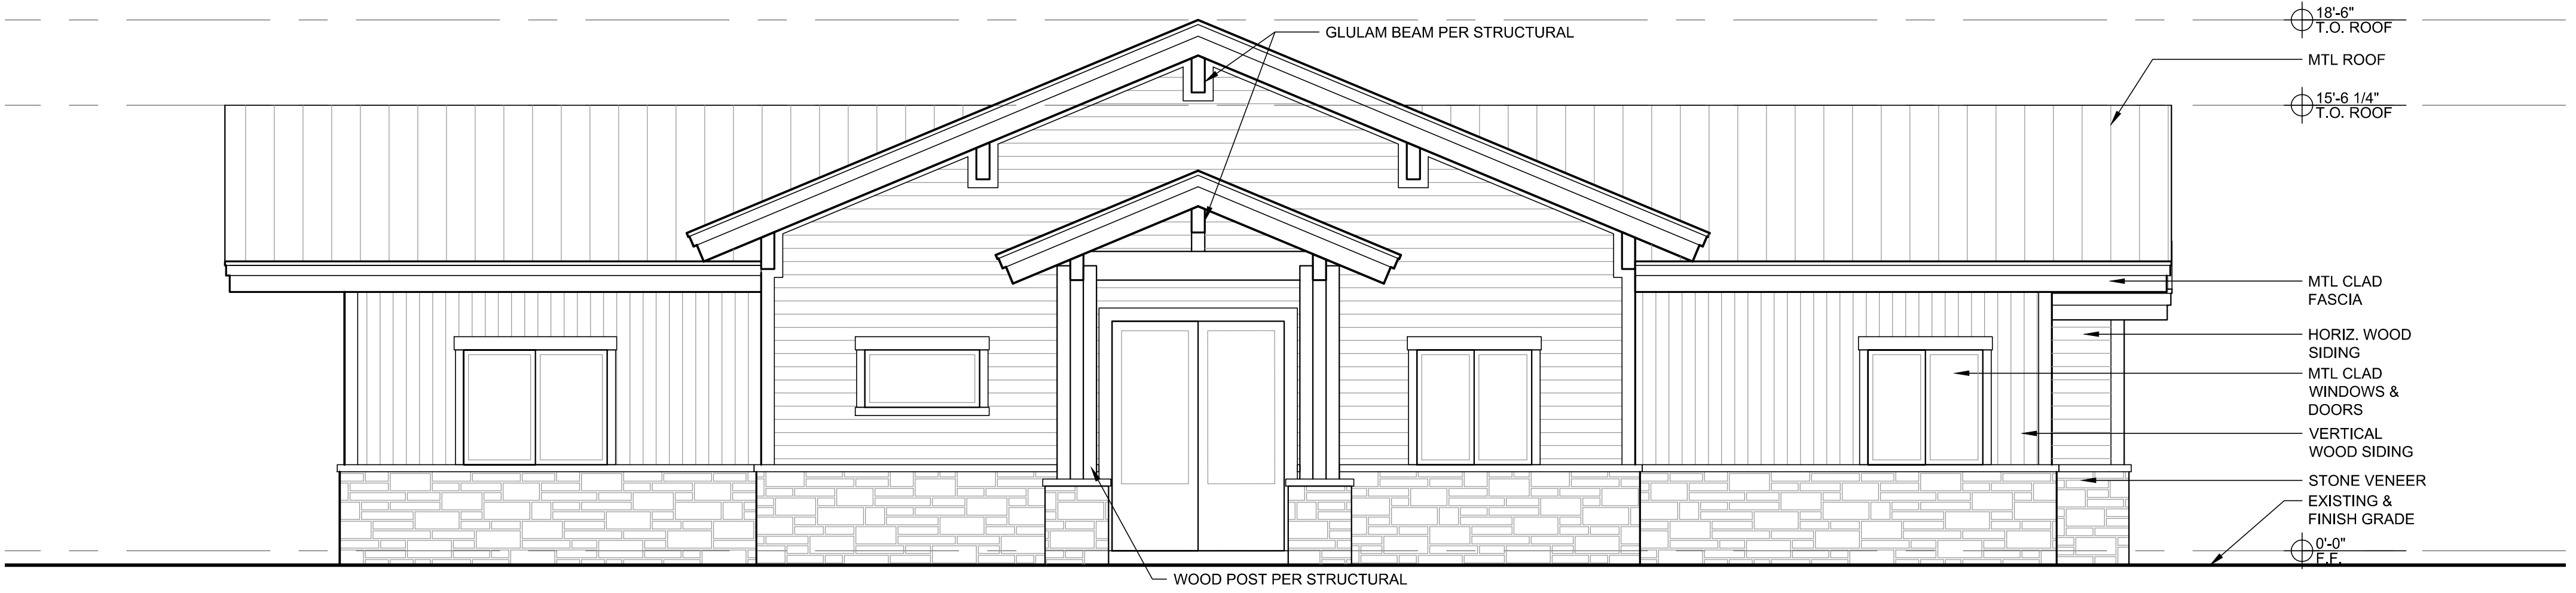 18'-6"
T.O. ROOF
GLULAM BEAM PER STRUCTURAL
MTL ROOF
15'-6 1/4"
T.O. ROOF
MTL CLAD
FASCIA
HORIZ. WOOD
SIDING
MTL CLAD
WINDOWS &
DOORS
VERTICAL
WOOD SIDING
STONE VENEER
EXISTING &
FINISH GRADE
0'-0"
F.F.
WOOD POST PER STRUCTURAL